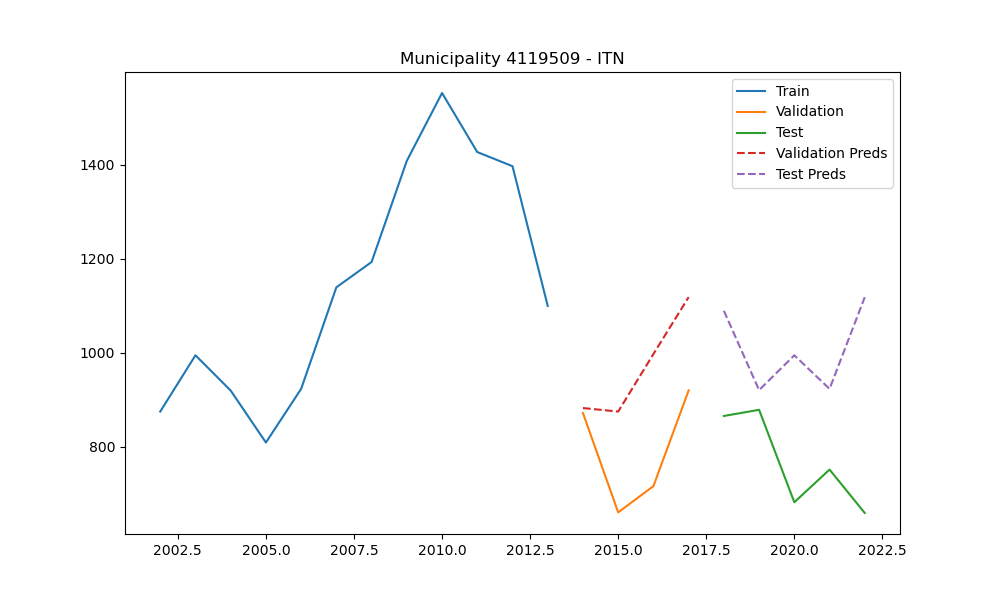 Municipality 4119509 - ITN
Train
Validation
Test
Validation Preds
Test Preds
1400
1200
1000
800
2002.5 2005.0 2007.5 2010.0 2012.5 2015.0 2017.5 2020.0 2022.5